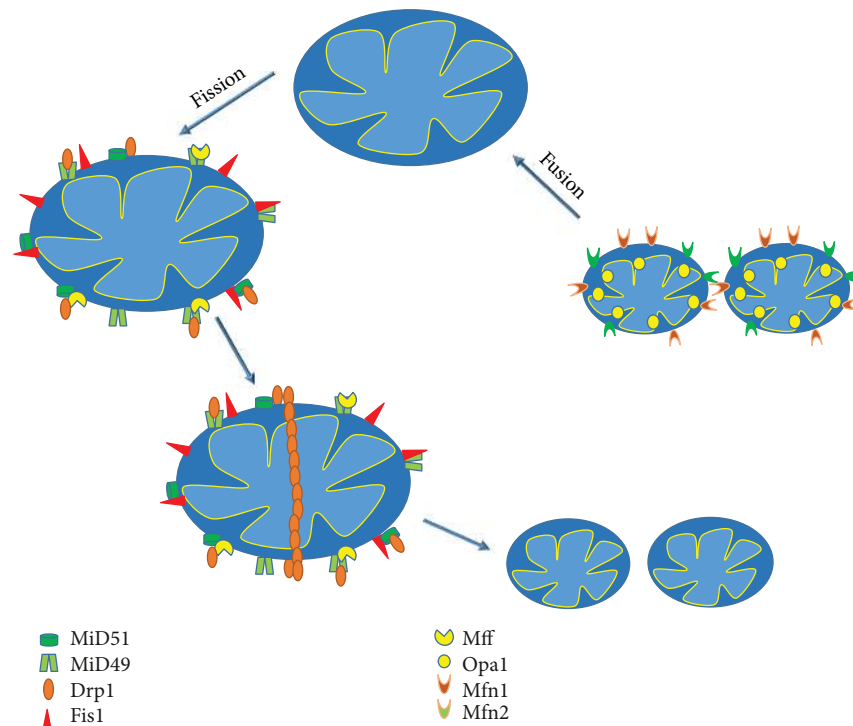 Fission
Fusion
MiD51
MiD49
Drp1
Fis1
Mff
Opa1
Mfn1
Mfn2